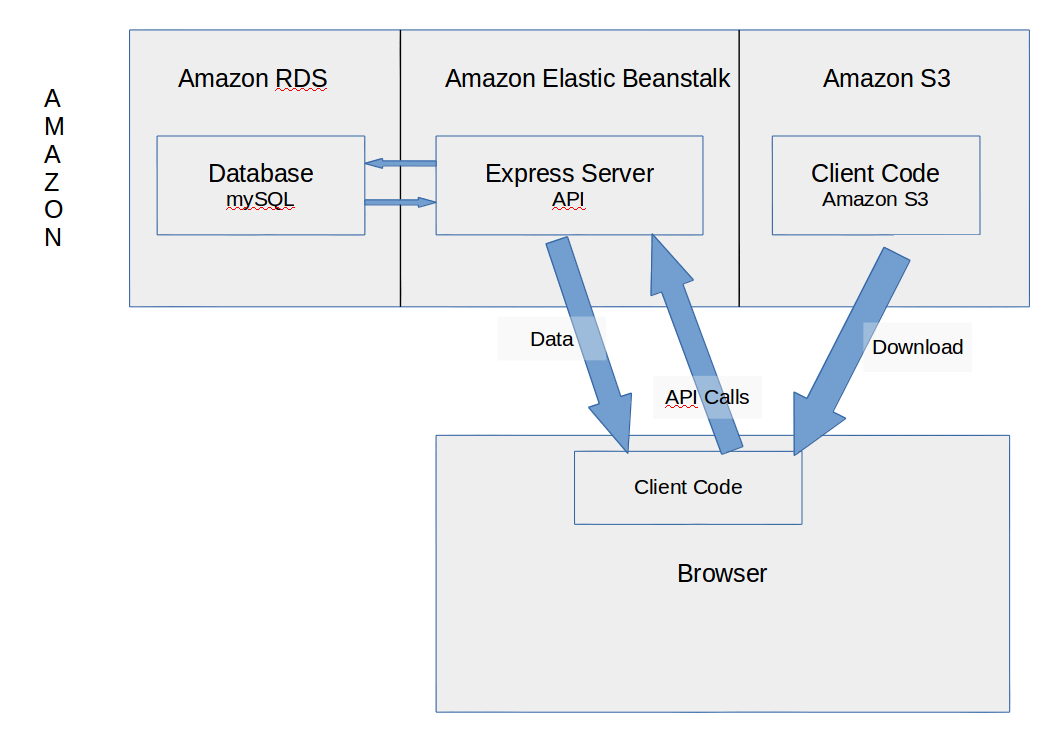 A
M
A
Z
O
N
Amazon RDS
Amazon Elastic Beanstalk
Amazon S3
Database
mySQL
Express Server
API
Client Code
Amazon S3
Data
Download
API Calls
Client Code
Browser